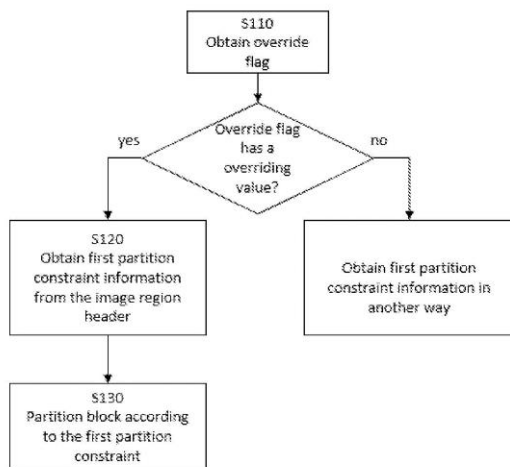 S110
Obtain override
flag
yes
Override flag
has a
overriding
value?
no
S120
Obtain first partition
constraint information
from the image region
header
Obtain first partition
constraint information in
another way
S130
Partition block according
to the first partition
constraint